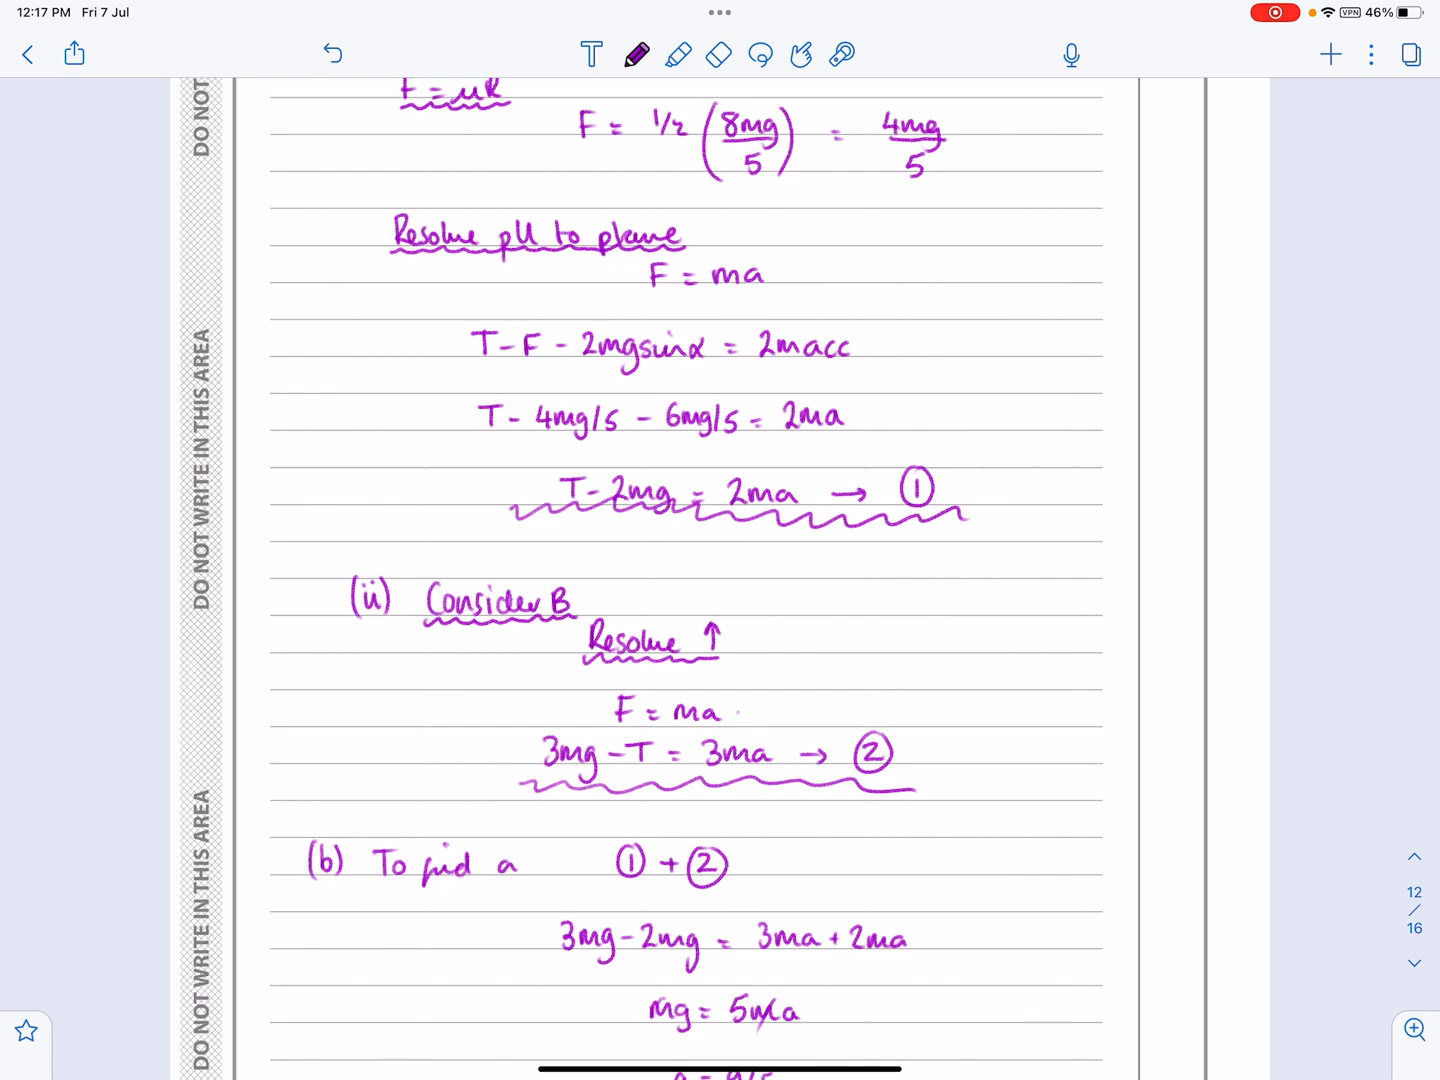 12:17 PM Fri 7 Jul
VPN 46%
T
DO NOT
DO NOT WRITE IN THIS AREA
DO NOT WRITE IN THIS AREA
F = μR
F = 1/2 (8mg/5) = 4mg/5
Resolve pll to plane
F = ma
T - F - 2mgsinα = 2macc
T - 4mg/5 - 6mg/5 = 2ma
T - 2mg = 2ma → ①
(ii) Consider B
Resolve ↑
F = ma
3mg - T = 3ma → ②
(b) To find a ① + ②
3mg - 2mg = 3ma + 2ma
mg = 5ma
a = g/5
12
/
16